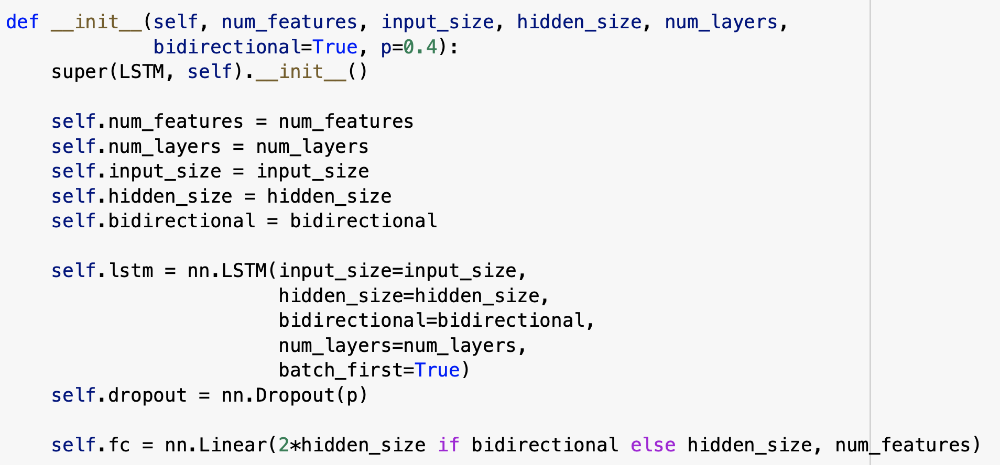 def __init__(self, num_features, input_size, hidden_size, num_layers,
             bidirectional=True, p=0.4):
    super(LSTM, self).__init__()

    self.num_features = num_features
    self.num_layers = num_layers
    self.input_size = input_size
    self.hidden_size = hidden_size
    self.bidirectional = bidirectional

    self.lstm = nn.LSTM(input_size=input_size,
                        hidden_size=hidden_size,
                        bidirectional=bidirectional,
                        num_layers=num_layers,
                        batch_first=True)
    self.dropout = nn.Dropout(p)

    self.fc = nn.Linear(2*hidden_size if bidirectional else hidden_size, num_features)